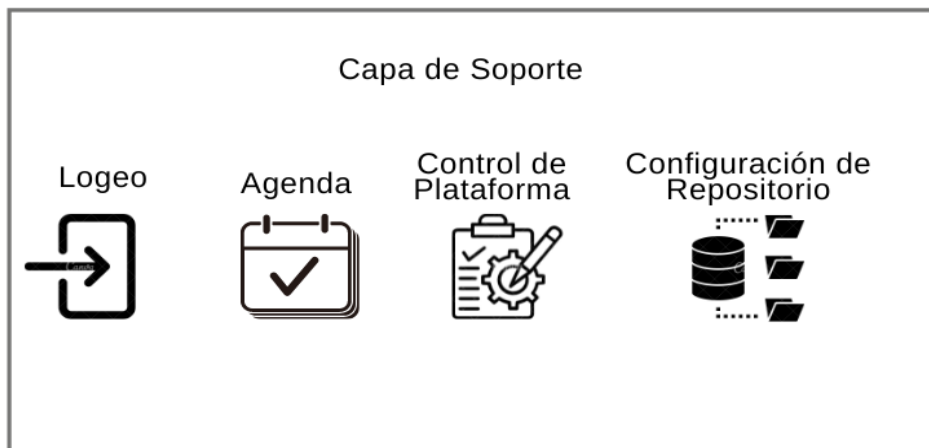 Capa de Soporte
Logeo
Agenda
Control de
Plataforma
Configuración de
Repositorio